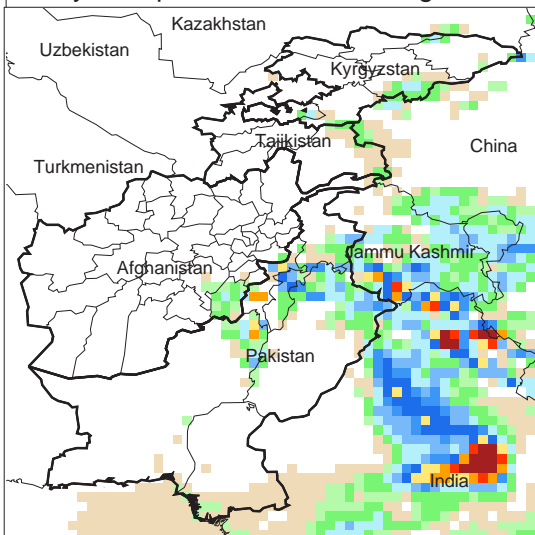 Kazakhstan
Uzbekistan
Kyrgyzstan
Tajikistan
China
Turkmenistan
Jammu Kashmir
Afghanistan
Pakistan
India